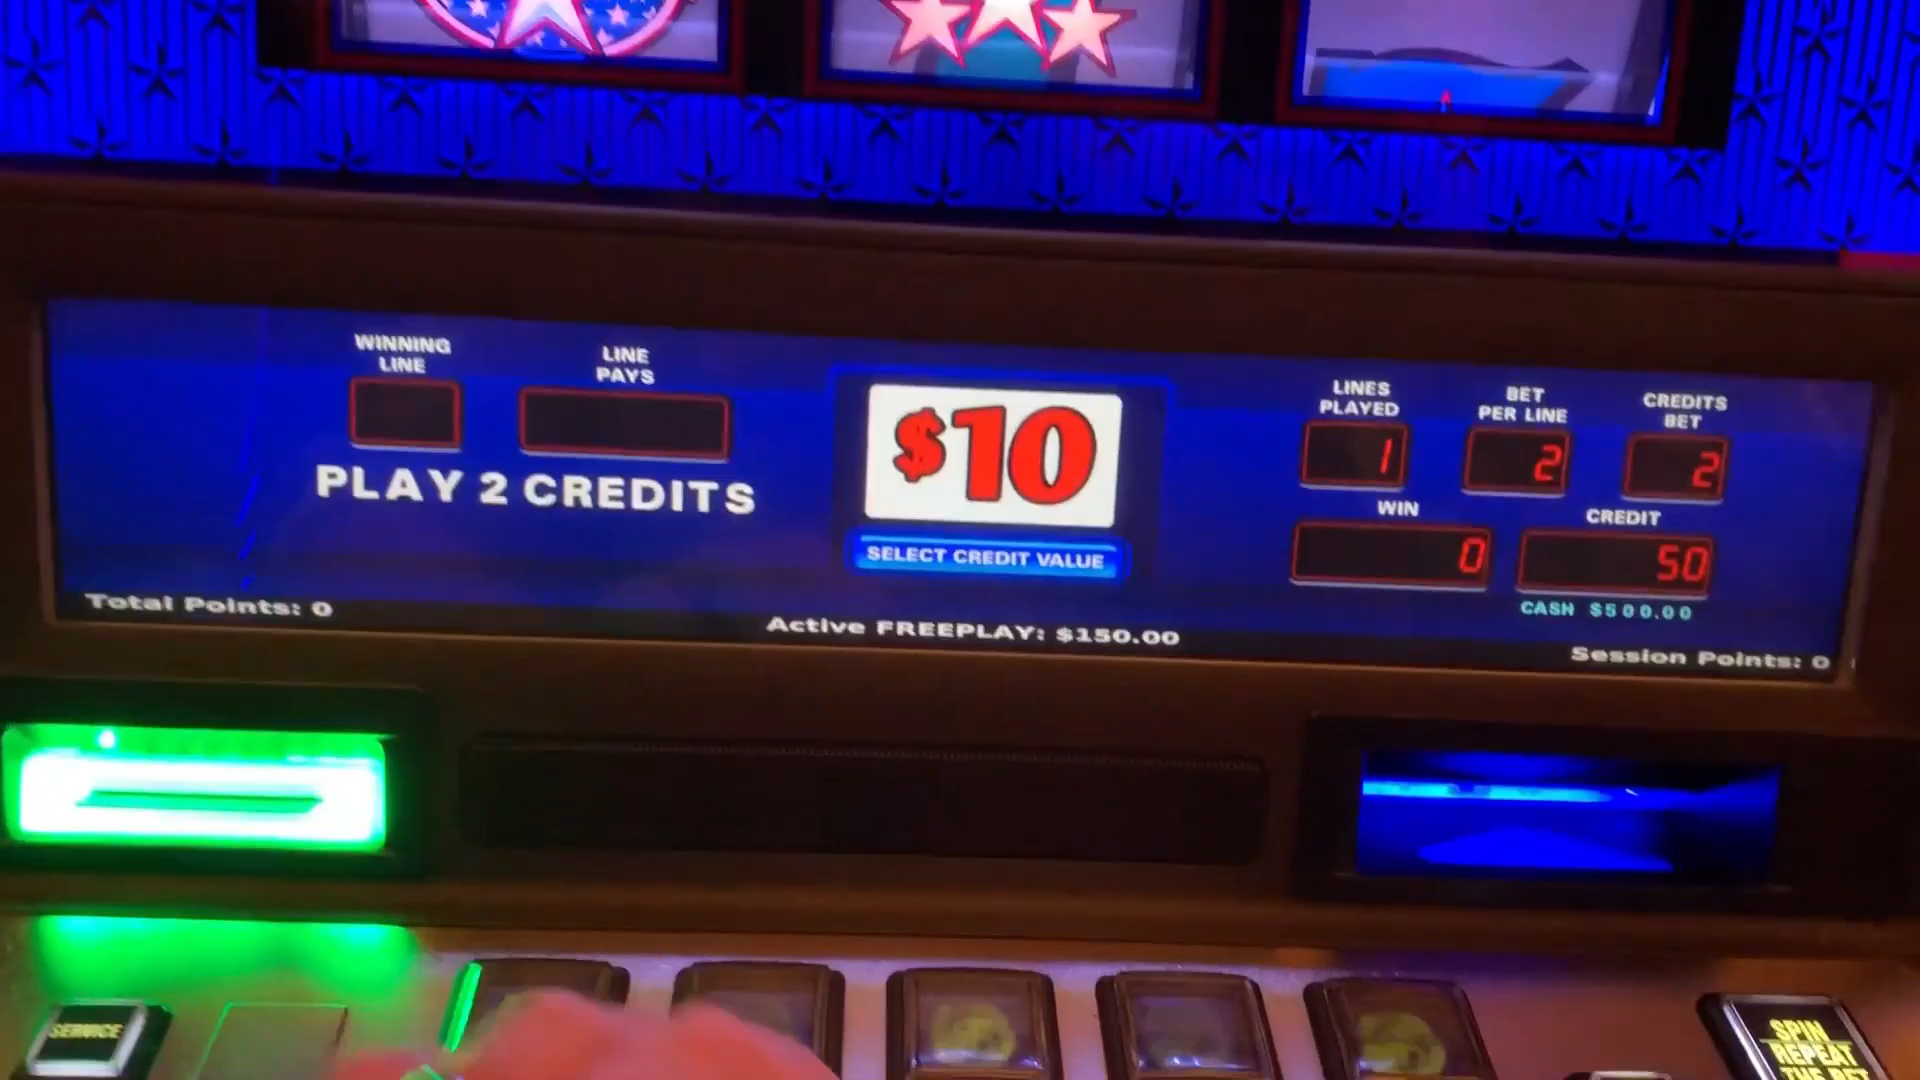 WINNING
LINE
LINE
PAYS
PLAY 2 CREDITS
$10
SELECT CREDIT VALUE
LINES
PLAYED
1
BET
PER LINE
2
CREDITS
BET
2
WIN
0
CREDIT
50
CASH $500.00
Total Points: 0
Active FREEPLAY: $150.00
Session Points: 0
SERVICE
SPIN
REPEAT
THE BET